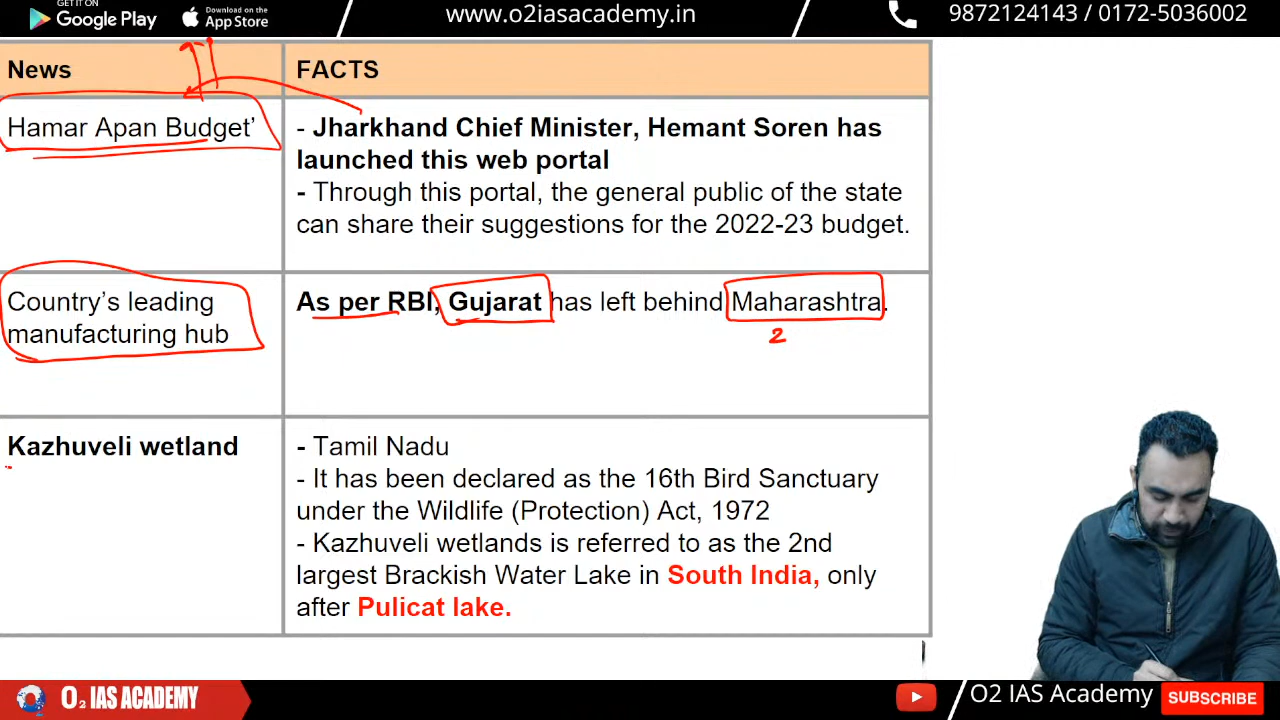 GET IT ON
Google Play
Download on the
App Store
www.o2iasacademy.in
9872124143 / 0172-5036002
News
FACTS
Hamar Apan Budget’
- Jharkhand Chief Minister, Hemant Soren has
launched this web portal
- Through this portal, the general public of the state
can share their suggestions for the 2022-23 budget.
Country’s leading
manufacturing hub
As per RBI, Gujarat has left behind Maharashtra.
2
Kazhuveli wetland
- Tamil Nadu
- It has been declared as the 16th Bird Sanctuary
under the Wildlife (Protection) Act, 1972
- Kazhuveli wetlands is referred to as the 2nd
largest Brackish Water Lake in South India, only
after Pulicat lake.
O2 IAS ACADEMY
O2 IAS Academy
SUBSCRIBE